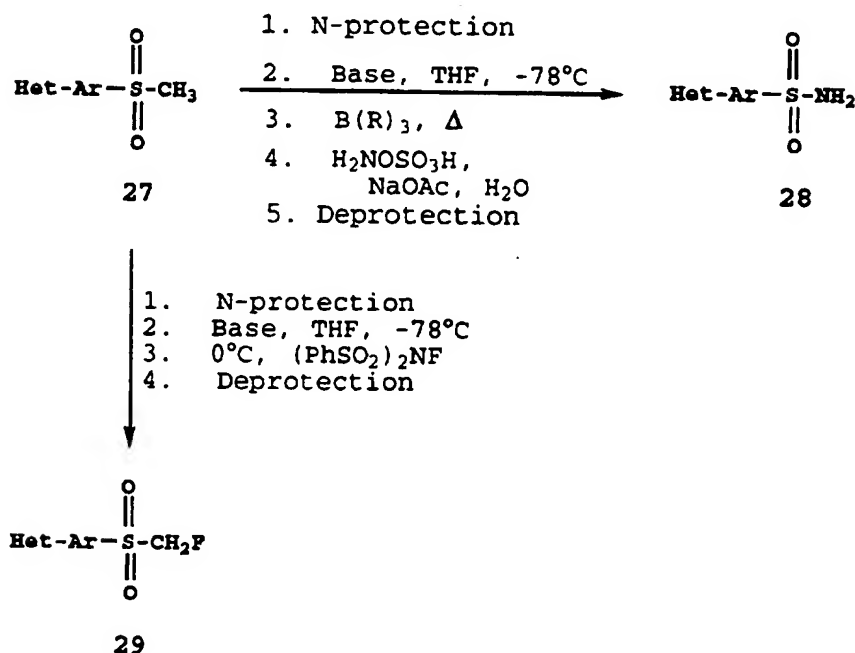 1. N-protection
2. Base, THF, -78°C
3. B(R)₃, Δ
4. H₂NOSO₃H,
NaOAc, H₂O
5. Deprotection
O
Het-Ar-S-CH₃
O
27
O
Het-Ar-S-NH₂
O
28
1. N-protection
2. Base, THF, -78°C
3. 0°C, (PhSO₂)₂NF
4. Deprotection
O
Het-Ar-S-CH₂F
O
29